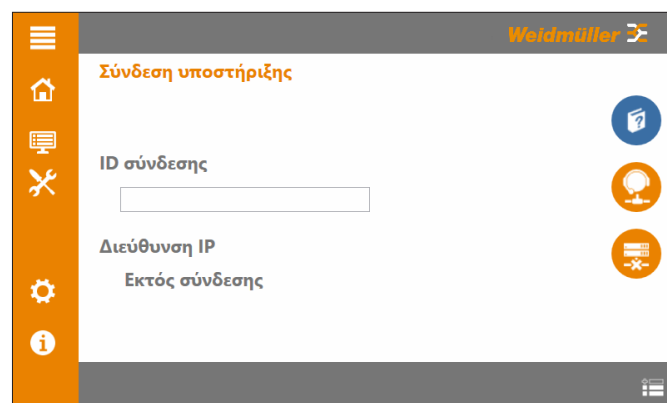 Weidmüller
Σύνδεση υποστήριξης
ID σύνδεσης
Διεύθυνση IP
Εκτός σύνδεσης